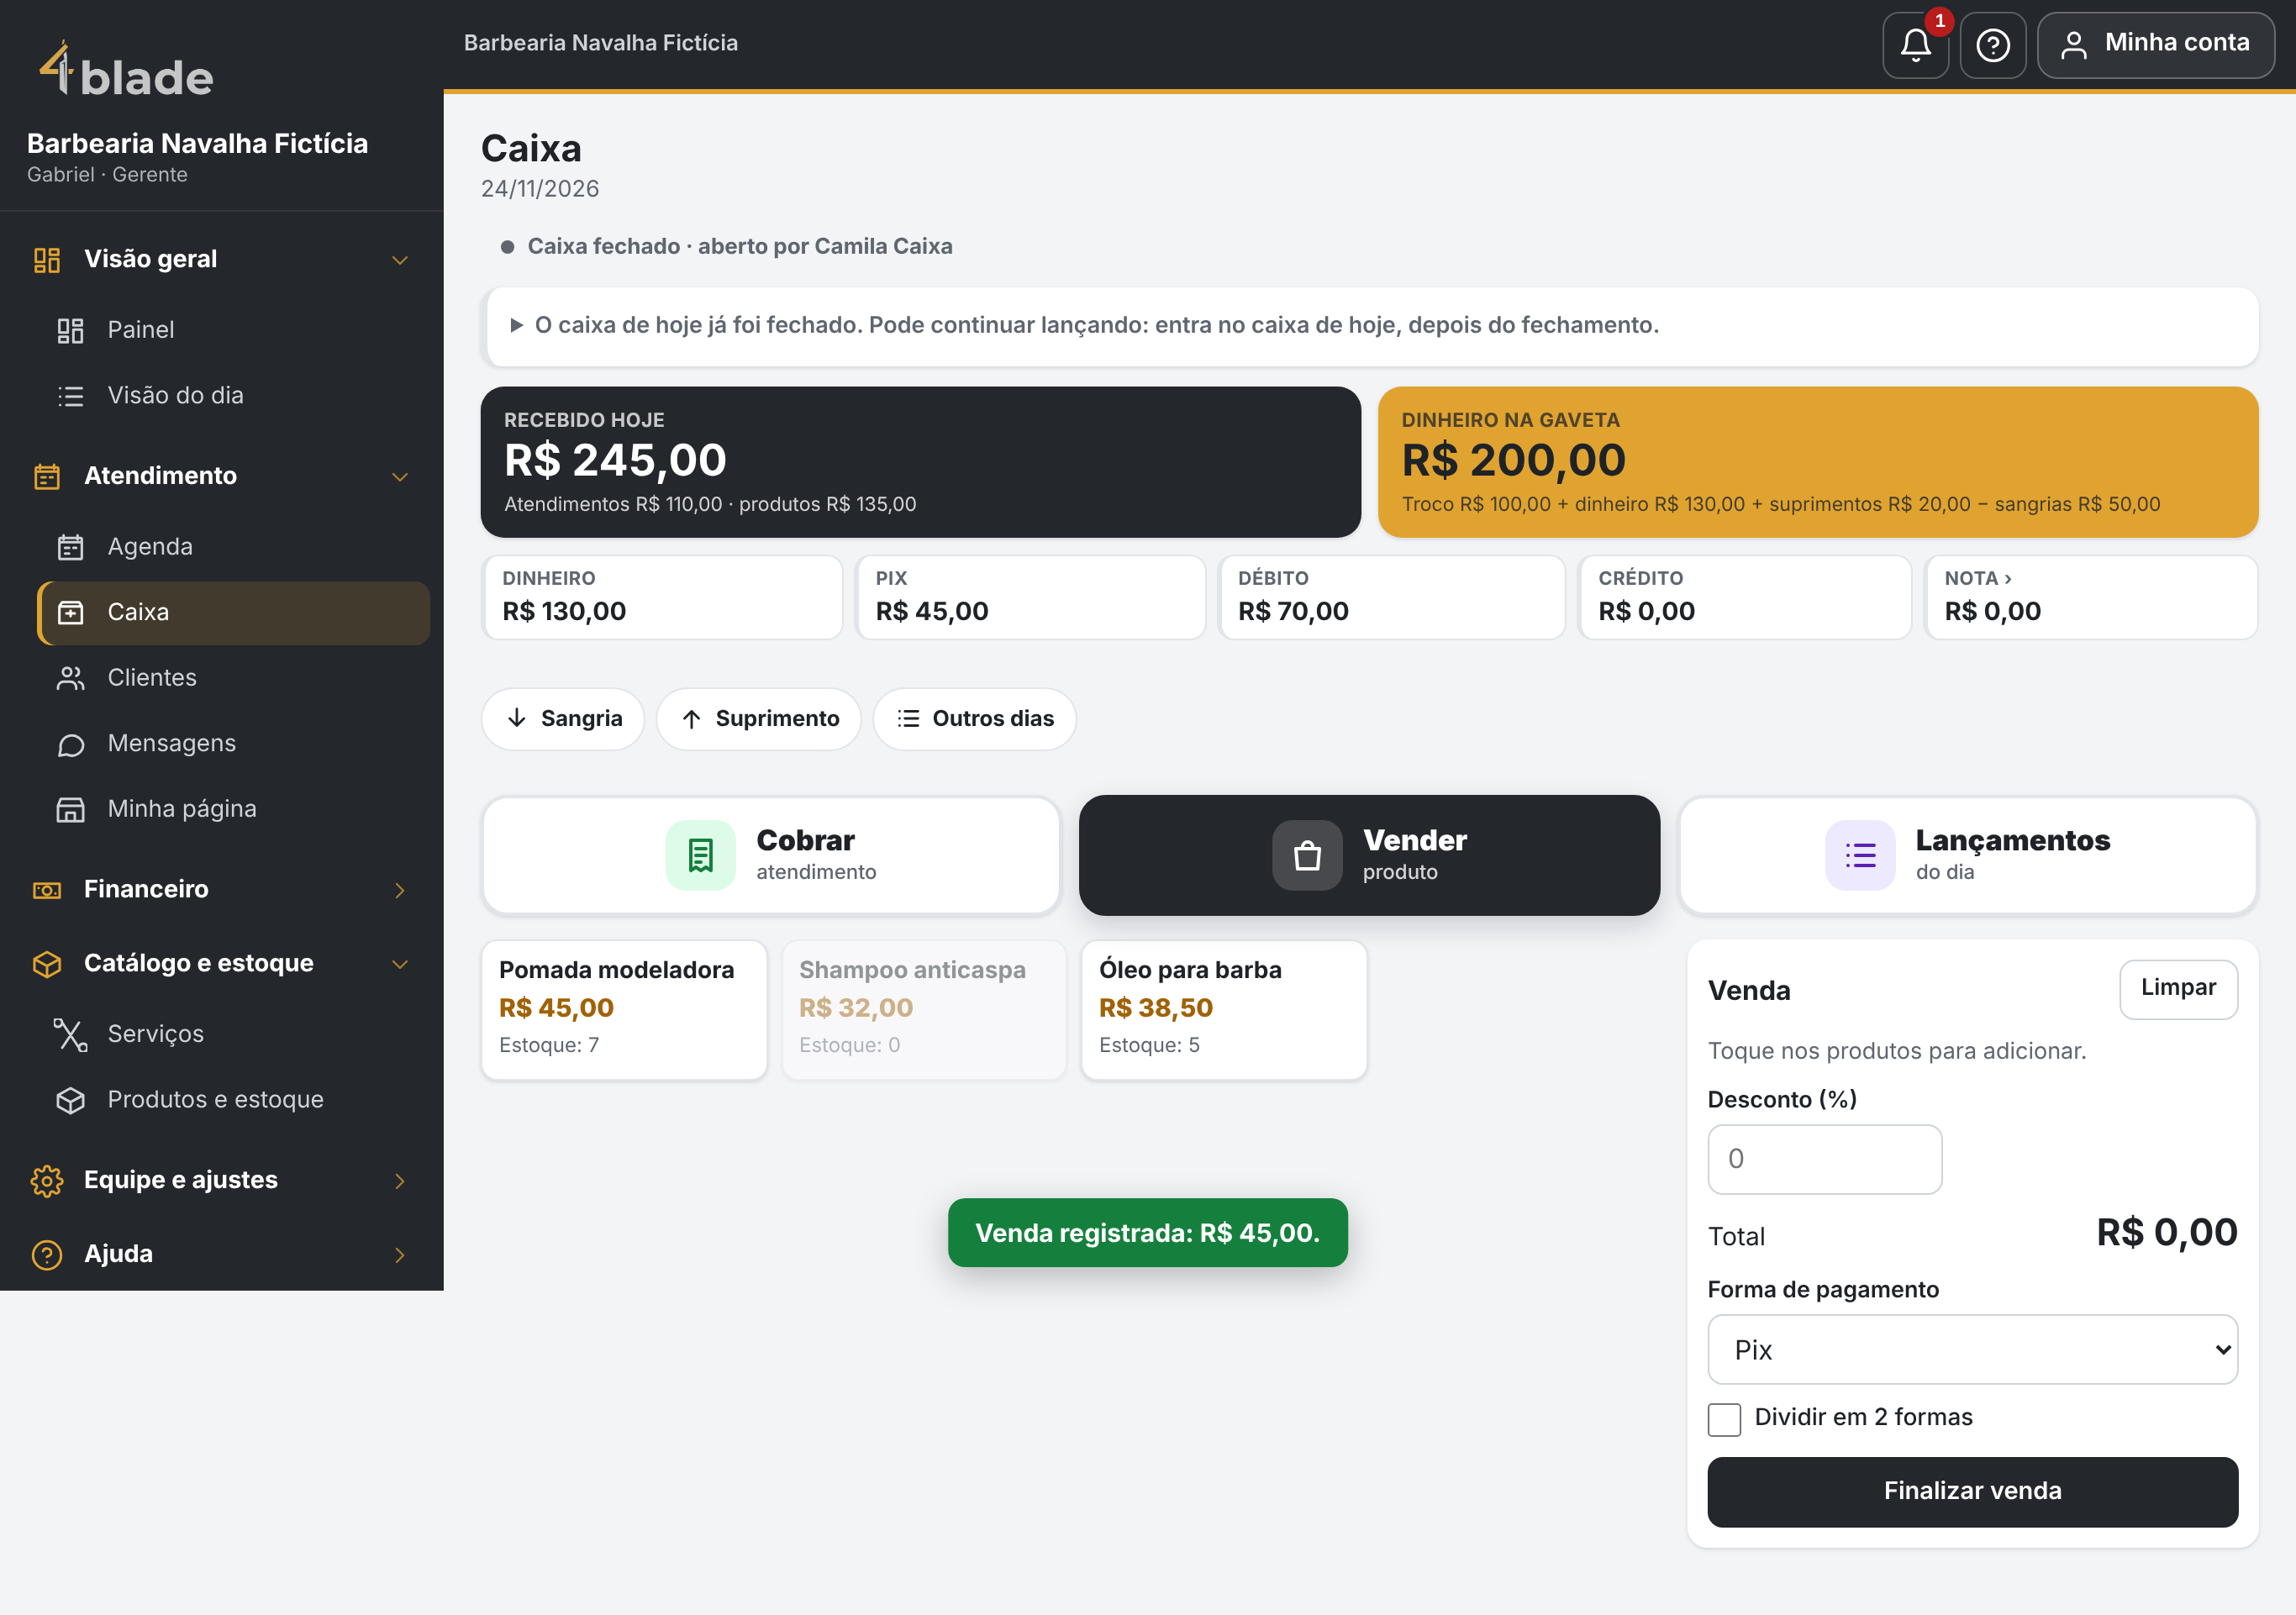 4blade
Barbearia Navalha Fictícia
Gabriel · Gerente
Visão geral
Painel
Visão do dia
Atendimento
Agenda
Caixa
Clientes
Mensagens
Minha página
Financeiro
Catálogo e estoque
Serviços
Produtos e estoque
Equipe e ajustes
Ajuda
Barbearia Navalha Fictícia
1
Minha conta
Caixa
24/11/2026
Caixa fechado · aberto por Camila Caixa
O caixa de hoje já foi fechado. Pode continuar lançando: entra no caixa de hoje, depois do fechamento.
RECEBIDO HOJE
R$ 245,00
Atendimentos R$ 110,00 · produtos R$ 135,00
DINHEIRO NA GAVETA
R$ 200,00
Troco R$ 100,00 + dinheiro R$ 130,00 + suprimentos R$ 20,00 − sangrias R$ 50,00
DINHEIRO
R$ 130,00
PIX
R$ 45,00
DÉBITO
R$ 70,00
CRÉDITO
R$ 0,00
NOTA ›
R$ 0,00
Sangria
Suprimento
Outros dias
Cobrar
atendimento
Vender
produto
Lançamentos
do dia
Pomada modeladora
R$ 45,00
Estoque: 7
Shampoo anticaspa
R$ 32,00
Estoque: 0
Óleo para barba
R$ 38,50
Estoque: 5
Venda registrada: R$ 45,00.
Venda
Limpar
Toque nos produtos para adicionar.
Desconto (%)
0
Total
R$ 0,00
Forma de pagamento
Pix
Dividir em 2 formas
Finalizar venda